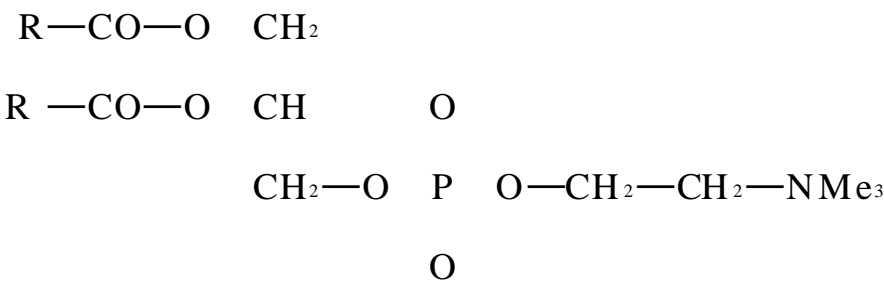 R—CO—O CH₂
R —CO—O CH O
CH₂—O P O—CH₂—CH₂—NMe₃
O